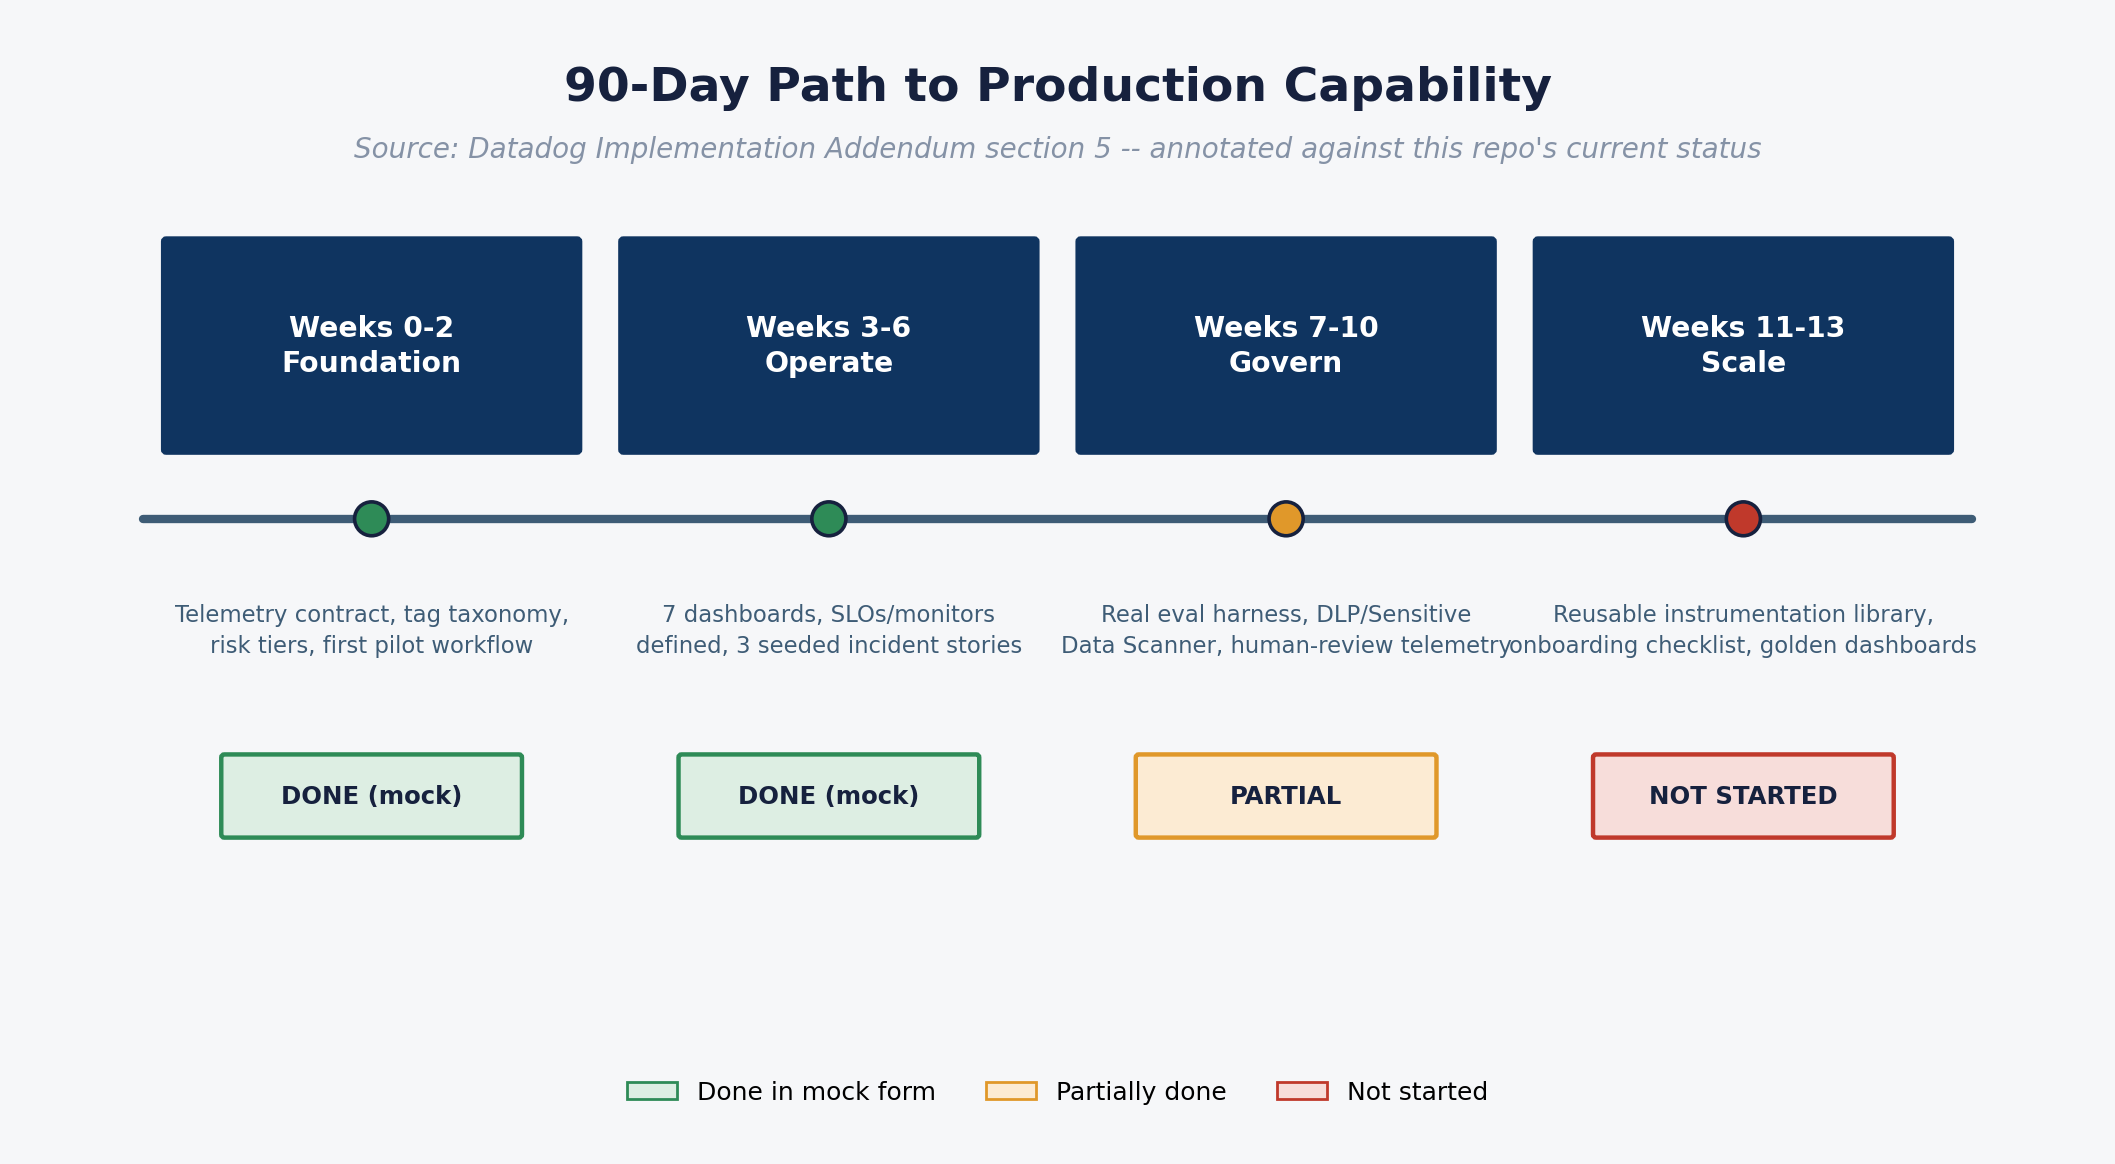 90-Day Path to Production Capability
Source: Datadog Implementation Addendum section 5 -- annotated against this repo's current status
Weeks 0-2
Foundation
Weeks 3-6
Operate
Weeks 7-10
Govern
Weeks 11-13
Scale
Telemetry contract, tag taxonomy,
risk tiers, first pilot workflow
7 dashboards, SLOs/monitors
defined, 3 seeded incident stories
Real eval harness, DLP/Sensitive
Data Scanner, human-review telemetry
Reusable instrumentation library,
onboarding checklist, golden dashboards
DONE (mock)
DONE (mock)
PARTIAL
NOT STARTED
Done in mock form
Partially done
Not started